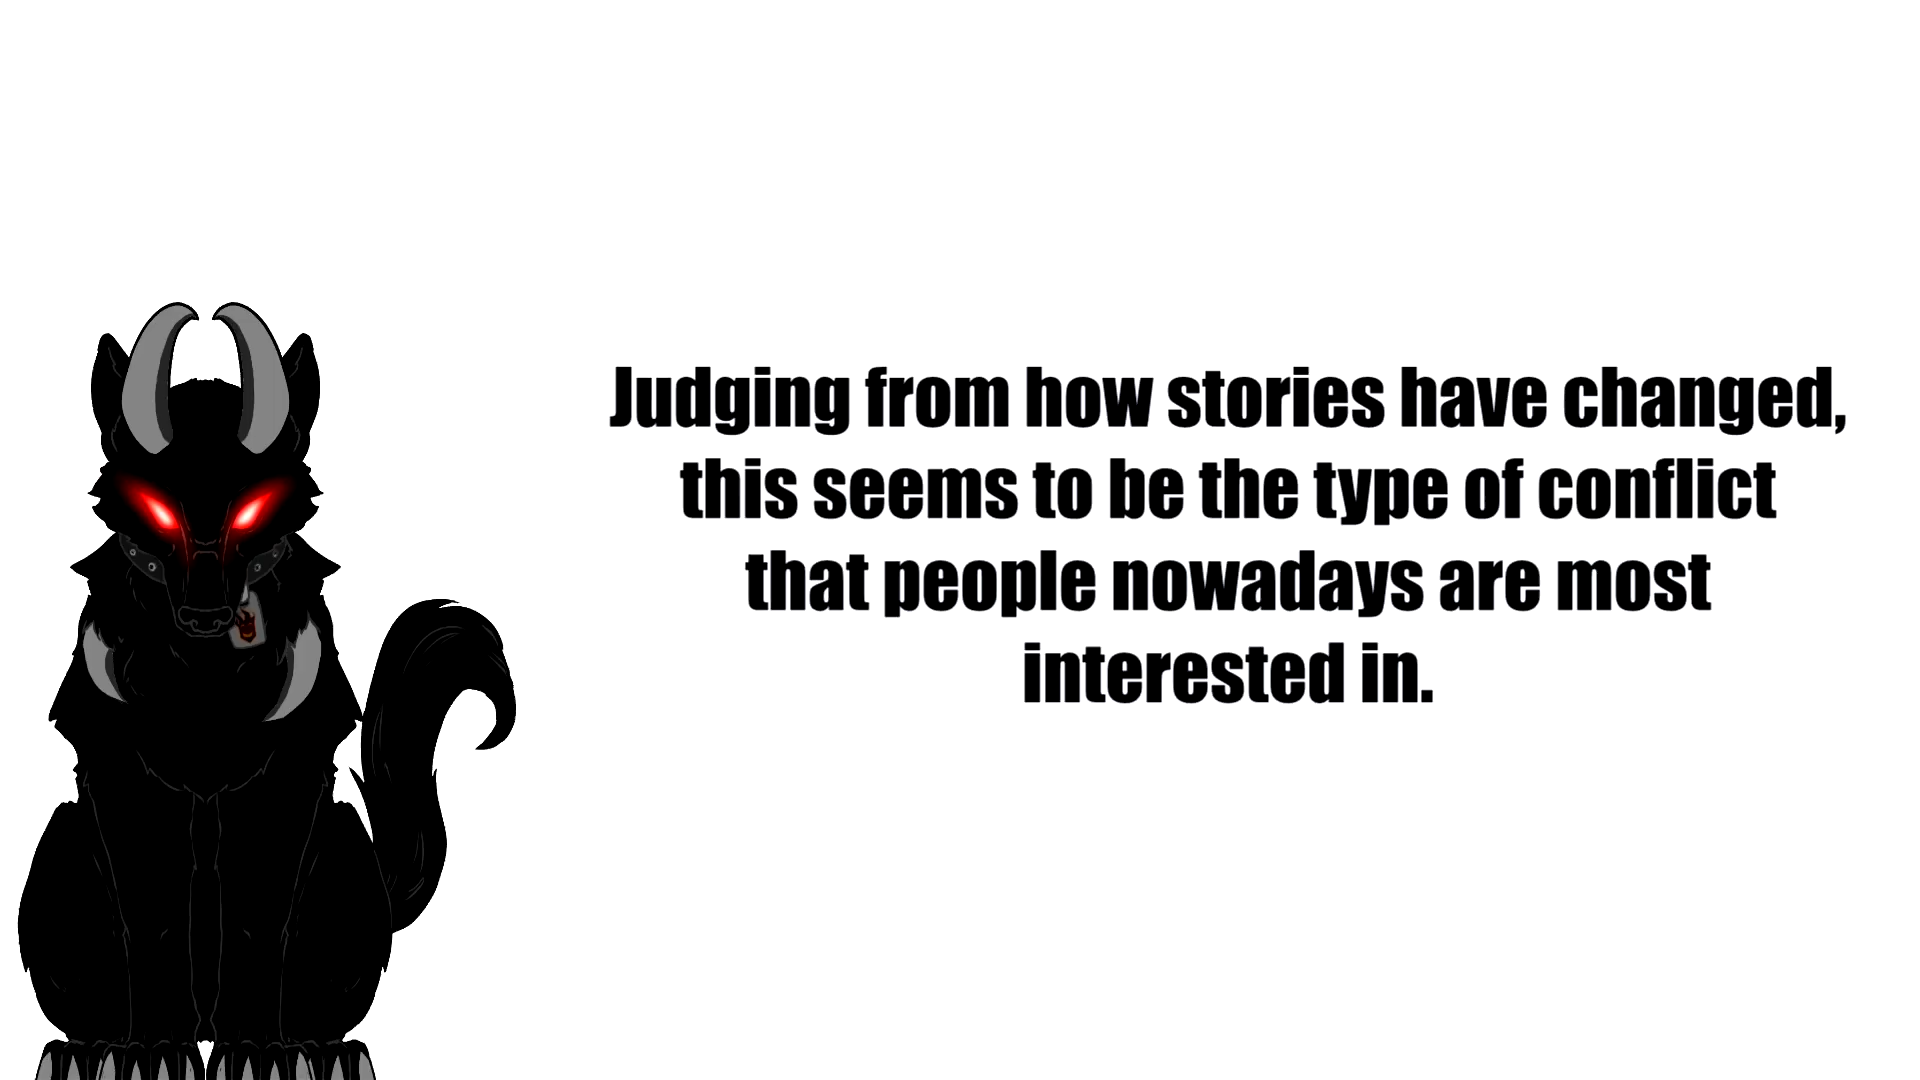 Judging from how stories have changed,
this seems to be the type of conflict
that people nowadays are most
interested in.